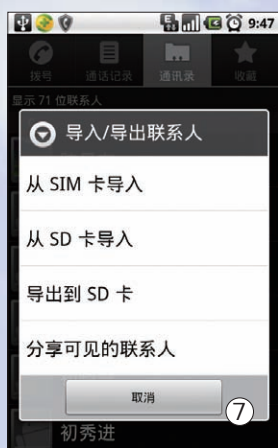 9:47
拨号 通话记录 通讯录 收藏
显示 71 位联系人
导入/导出联系人
从 SIM 卡导入
从 SD 卡导入
导出到 SD 卡
分享可见的联系人
取消
⑦
初秀进